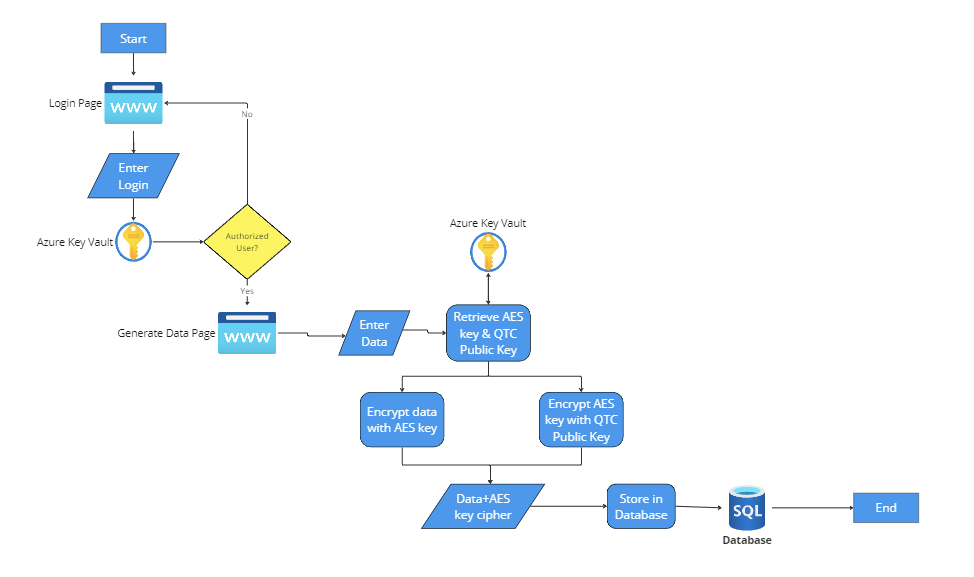 Start
Login Page
WWW
No
Enter
Login
Azure Key Vault
Authorized
User?
Yes
Azure Key Vault
Generate Data Page
WWW
Enter
Data
Retrieve AES
key & QTC
Public Key
Encrypt data
with AES key
Encrypt AES
key with QTC
Public Key
Data+AES
key cipher
Store in
Database
SQL
Database
End